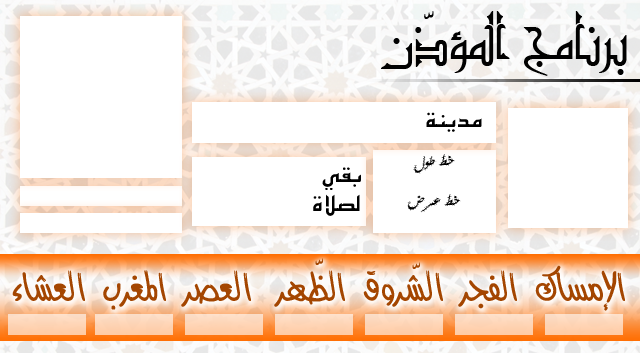 برنامج المؤذّن
مدينة
خط طول
بقي
لصلاة
خط عرض
الإمساك الفجر الشّروق الظّهر العصر المغرب العشاء